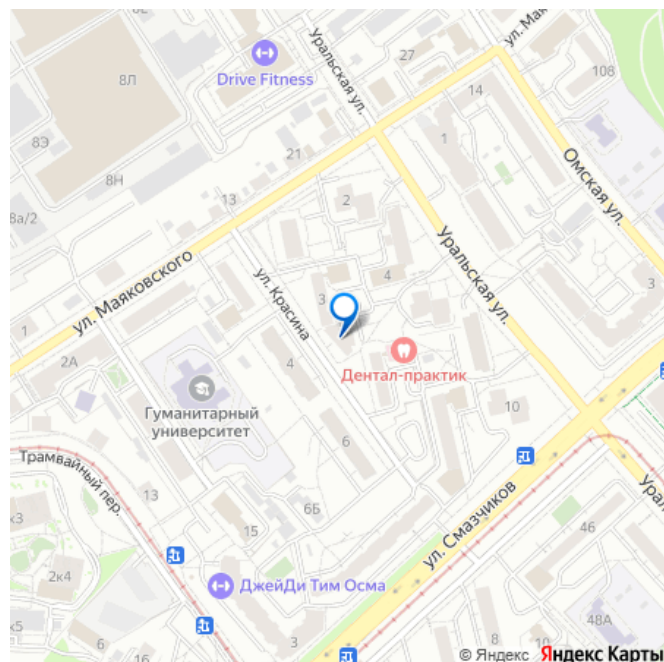 ул. Мая
8Л
Drive Fitness
Уральская ул.
27
108
8Э
14
21
1
Омская ул.
8Н
13
2
8а/2
ул. Маяковского
ул. Красина
4
Уральская ул.
3
3
1
2А
4
Дентал-практик
Гуманитарный
университет
10
6
Трамвайный пер.
13
6Б
Урал
к3
15
ул. Смазчиков
46
2к4
ДжейДи Тим Осма
48А
к5
6
3
8
10
© Яндекс Яндекс Карты